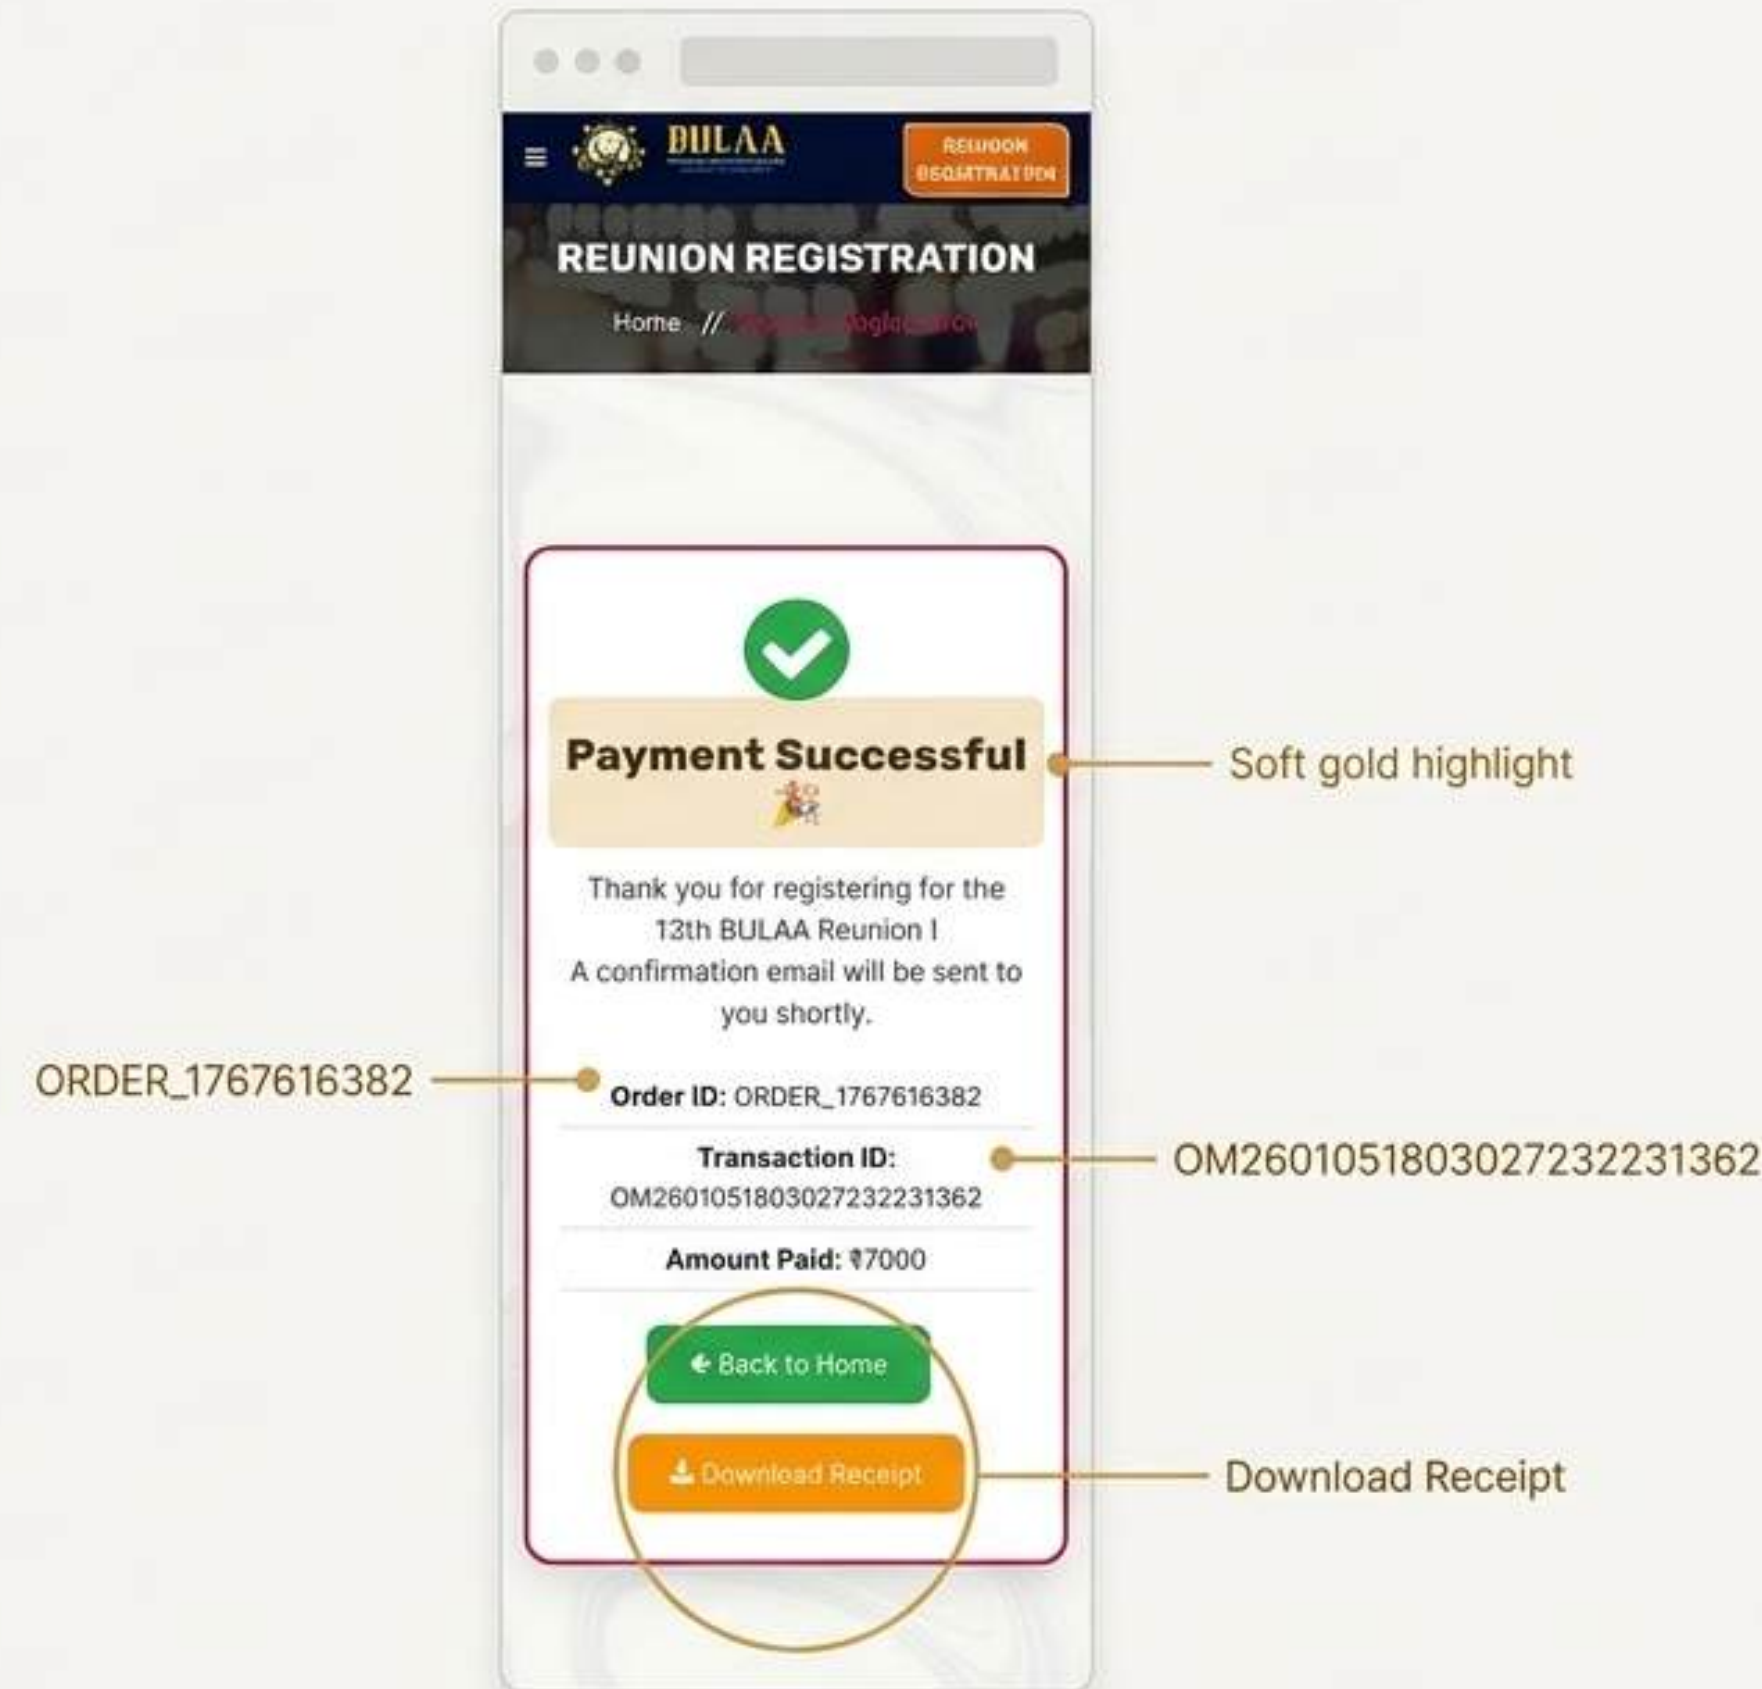 BULAA
REUNION REGISTRATION
Home //
Payment Successful
Soft gold highlight
Thank you for registering for the
13th BULAA Reunion !
A confirmation email will be sent to
you shortly.
ORDER_1767616382
Order ID: ORDER_1767616382
Transaction ID:
OM2601051803027232231362
OM2601051803027232231362
Amount Paid: ₹7000
Back to Home
Download Receipt
Download Receipt